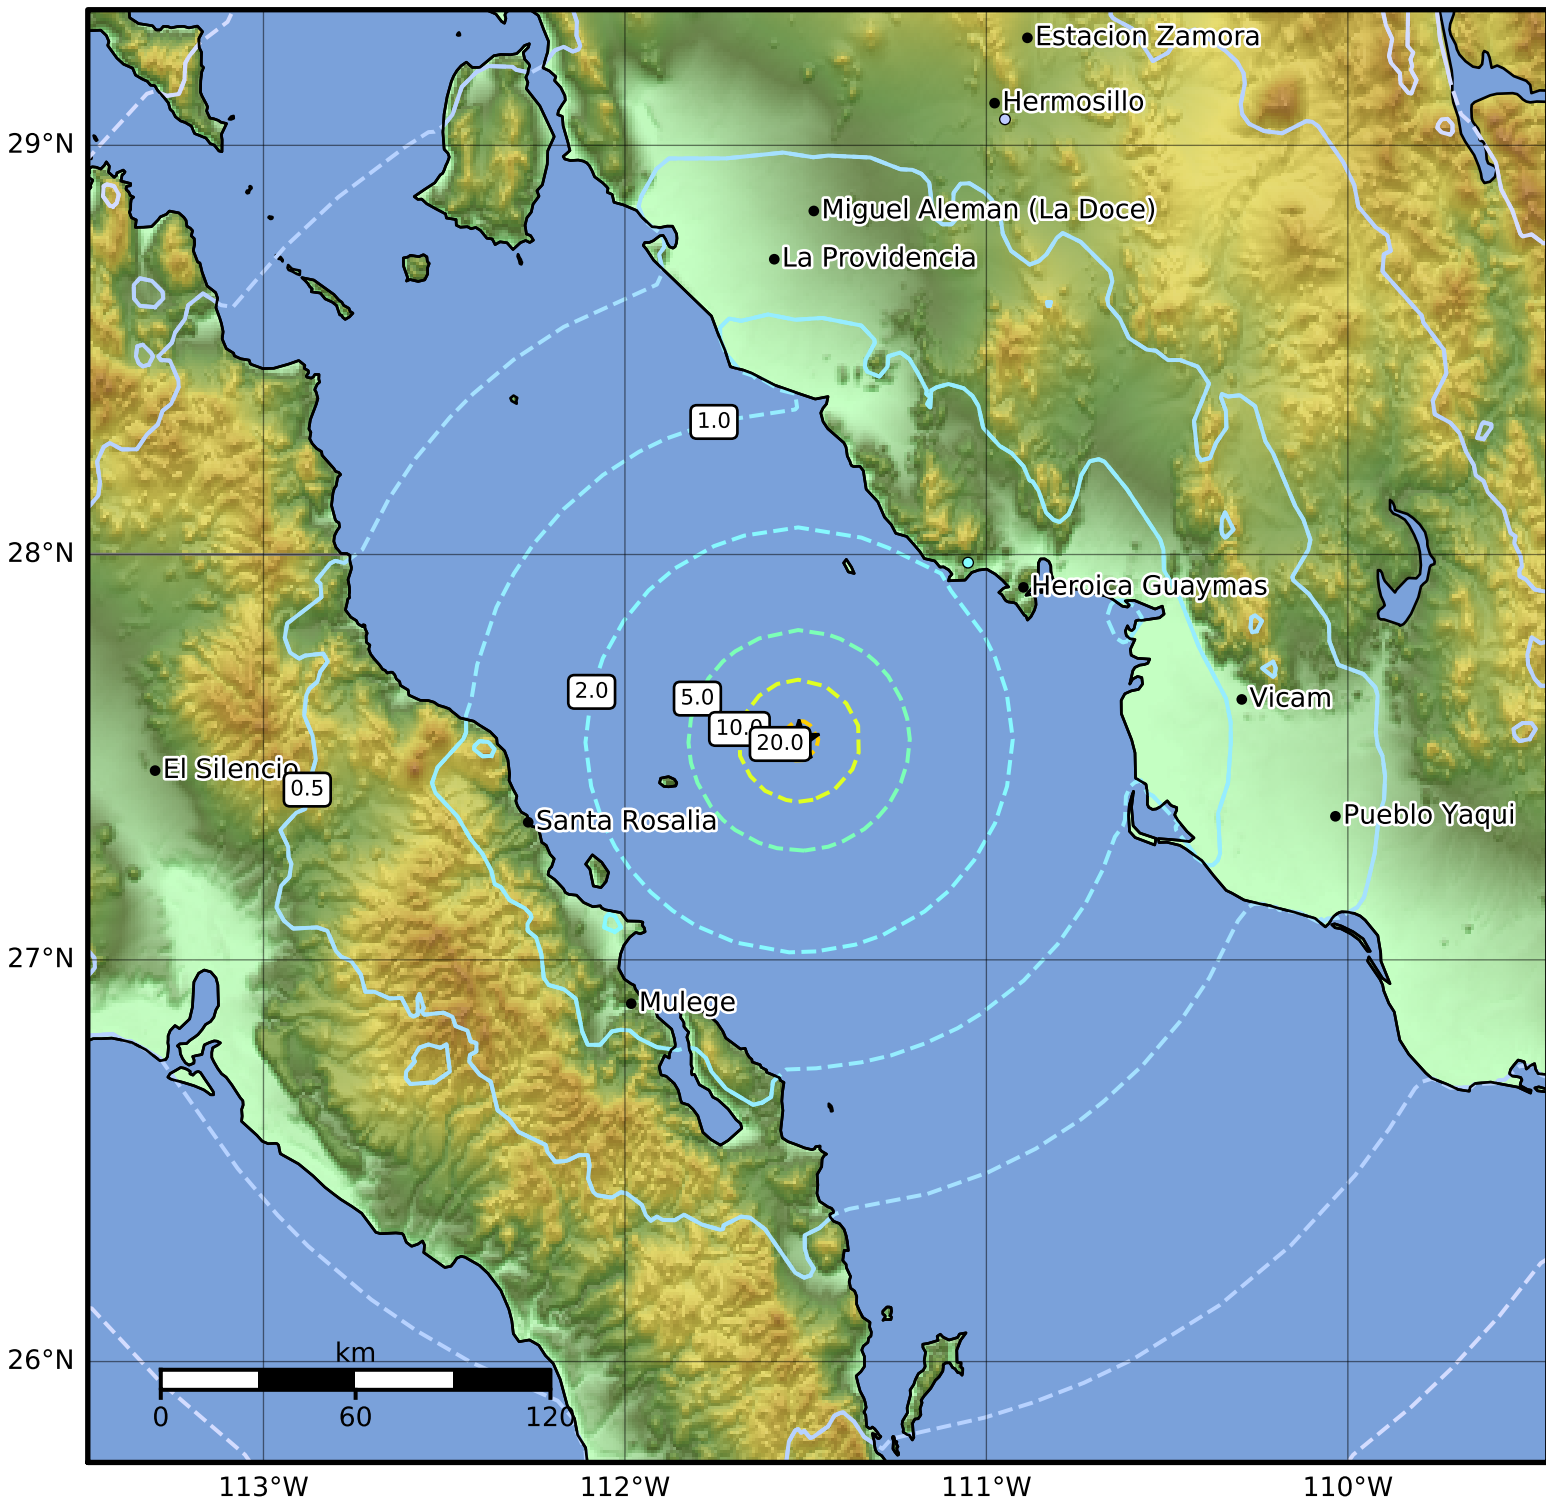 Estacion Zamora
Hermosillo
29°N
Miguel Aleman (La Doce)
La Providencia
1.0
28°N
Heroica Guaymas
2.0
5.0
Vicam
10.0
20.0
El Silencio
0.5
Santa Rosalia
Pueblo Yaqui
27°N
Mulege
km
26°N
0 60 120
113°W 112°W 111°W 110°W